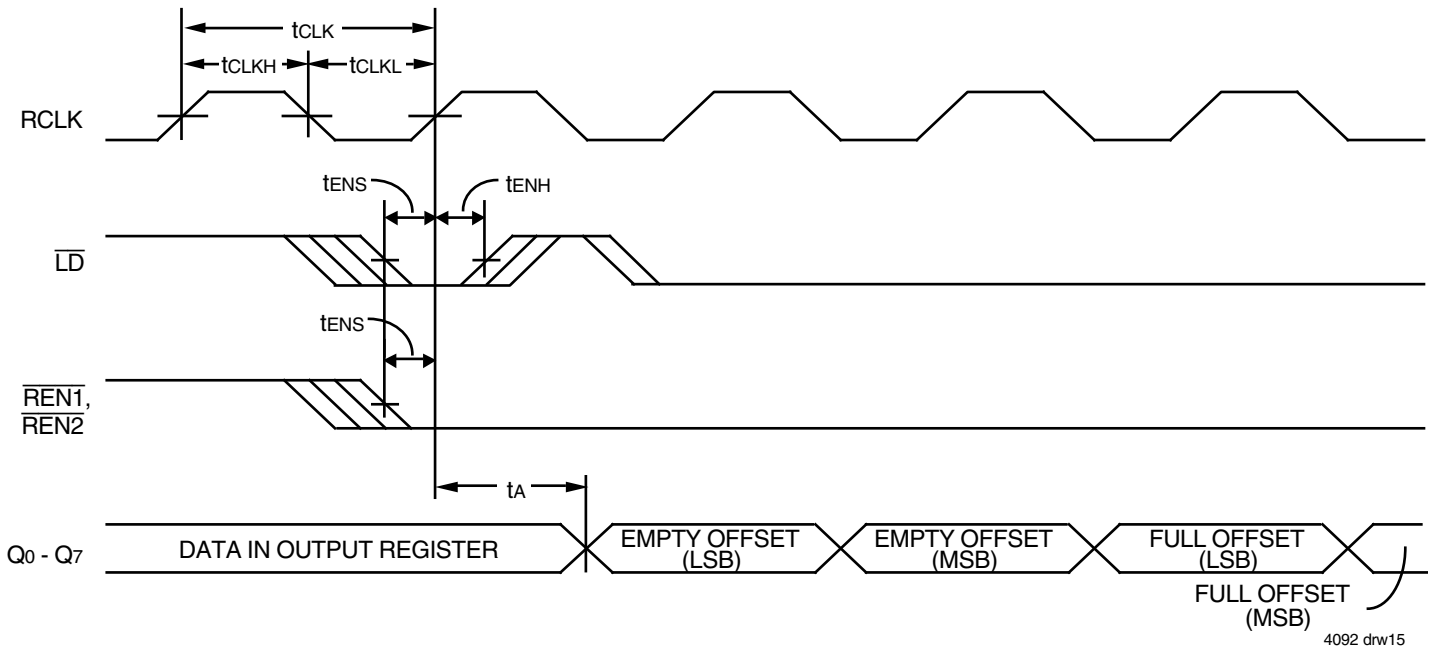 tCLK
tCLKH
tCLKL
RCLK
tENS
tENH
LD
tENS
REN1,
REN2
tA
Q0 - Q7
DATA IN OUTPUT REGISTER
EMPTY OFFSET
(LSB)
EMPTY OFFSET
(MSB)
FULL OFFSET
(LSB)
FULL OFFSET
(MSB)
4092 drw15